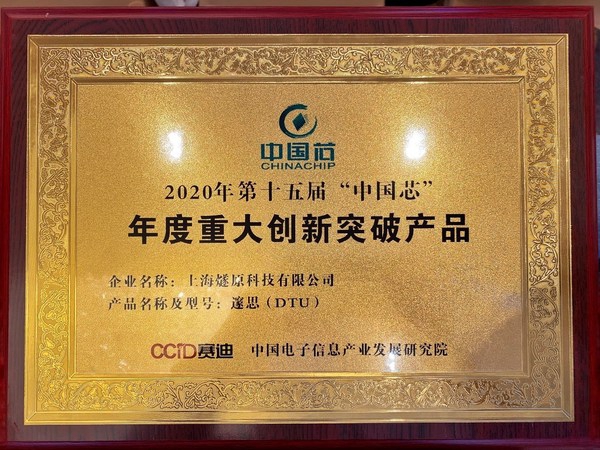 中国芯
CHINACHIP
2020年第十五届“中国芯”
年度重大创新突破产品
企业名称：上海燧原科技有限公司
产品名称及型号：邃思（DTU）
CCID赛迪 中国电子信息产业发展研究院